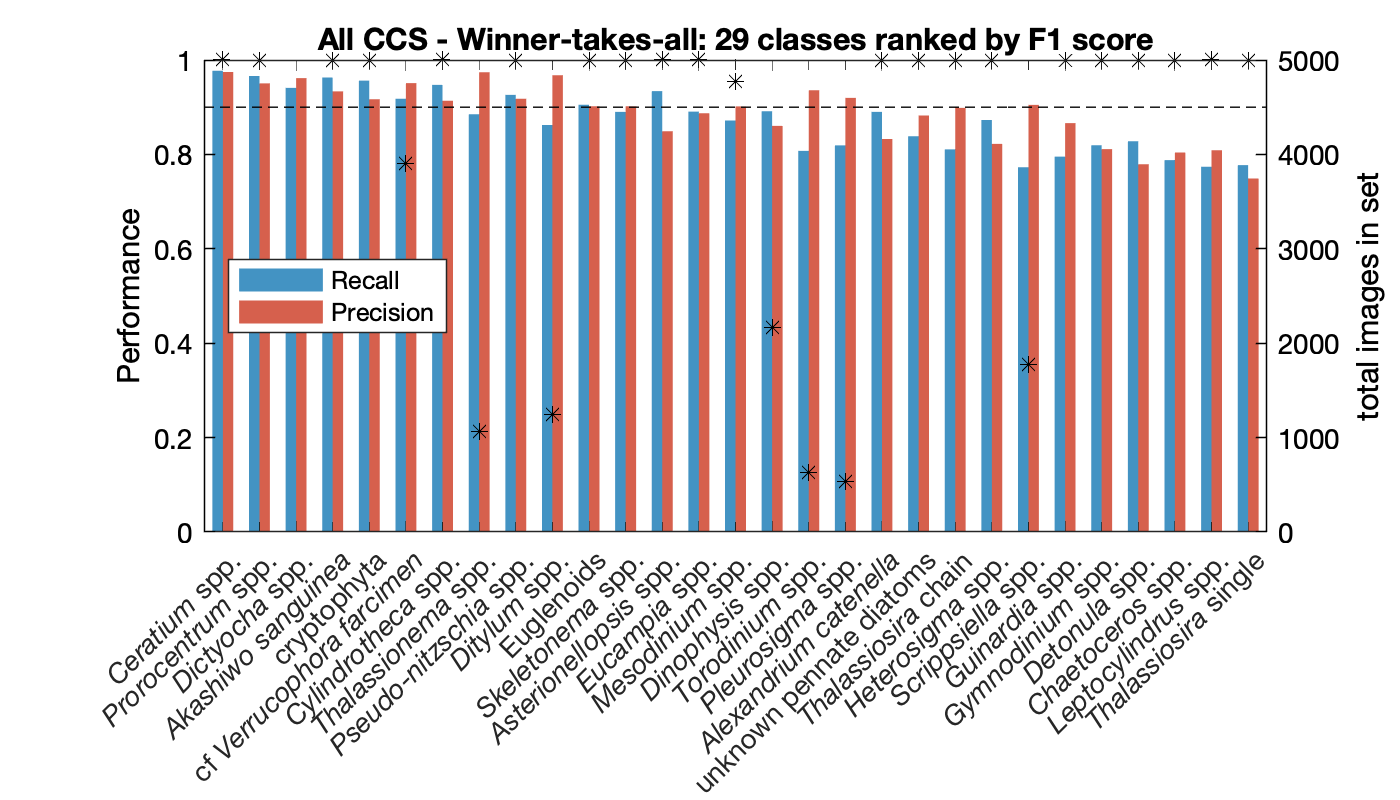 All CCS - Winner-takes-all: 29 classes ranked by F1 score
1
0.8
0.6
0.4
0.2
0
Performance
5000
4000
3000
2000
1000
0
total images in set
Recall
Precision
Ceratium spp.
Prorocentrum spp.
Dictyocha spp.
Akashiwo sanguinea
cryptophyta
cf Verrucophora farcimen
Cylindrotheca spp.
Thalassionema spp.
Pseudo-nitzschia spp.
Ditylum spp.
Euglenoids
Skeletonema spp.
Asterionellopsis spp.
Eucampia spp.
Mesodinium spp.
Dinophysis spp.
Torodinium spp.
Pleurosigma spp.
Alexandrium catenella
unknown pennate diatoms
Thalassiosira chain
Heterosigma spp.
Scrippsiella spp.
Guinardia spp.
Gymnodinium spp.
Detonula spp.
Chaetoceros spp.
Leptocylindrus spp.
Thalassiosira single